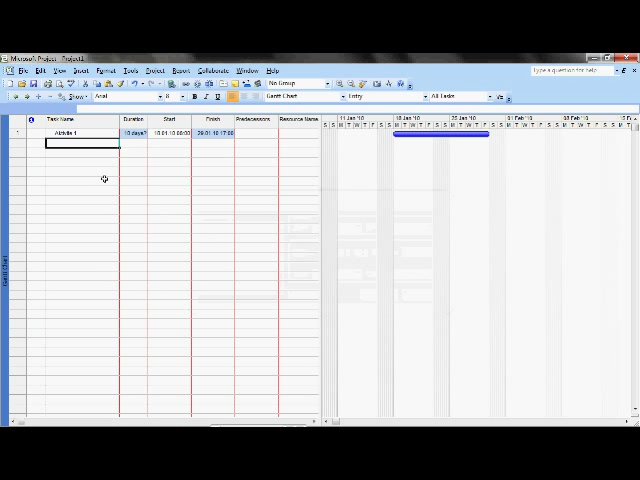 Microsoft Project - Project1
File Edit View Insert Format Tools Project Report Collaborate Window Help
Type a question for help
No Group
Show Arial 8 B I U Gantt Chart Entry All Tasks
Task Name Duration Start Finish Predecessors Resource Name
11 Jan '10 18 Jan '10 25 Jan '10 01 Feb '10 08 Feb '10
S S M T W T F S S M T W T F S S M T W T F S S M T W T F S S M T W T F S S M T
1 10 days? 18.01.10 08:00 29.01.10 17:00
Gantt Chart